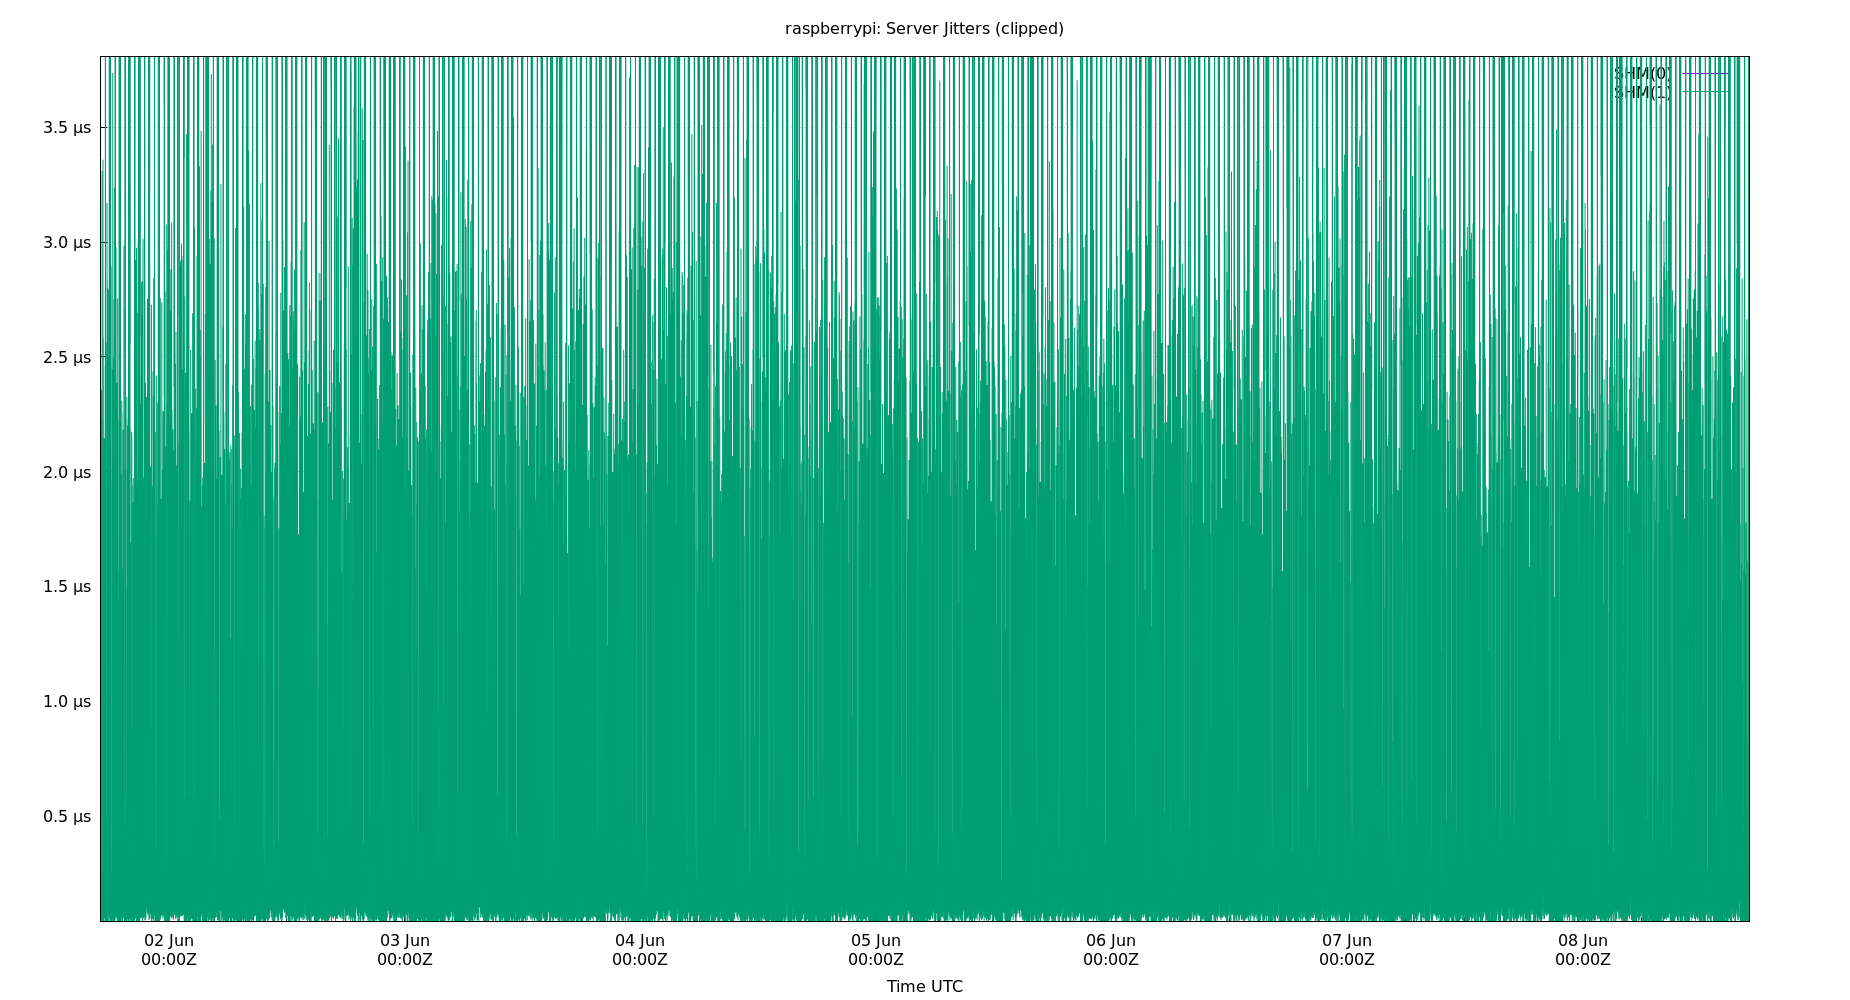 raspberrypi: Server Jitters (clipped)
SHM(0)
SHM(1)
3.5 µs
3.0 µs
2.5 µs
2.0 µs
1.5 µs
1.0 µs
0.5 µs
02 Jun 03 Jun 04 Jun 05 Jun 06 Jun 07 Jun 08 Jun
00:00Z 00:00Z 00:00Z 00:00Z 00:00Z 00:00Z 00:00Z
Time UTC